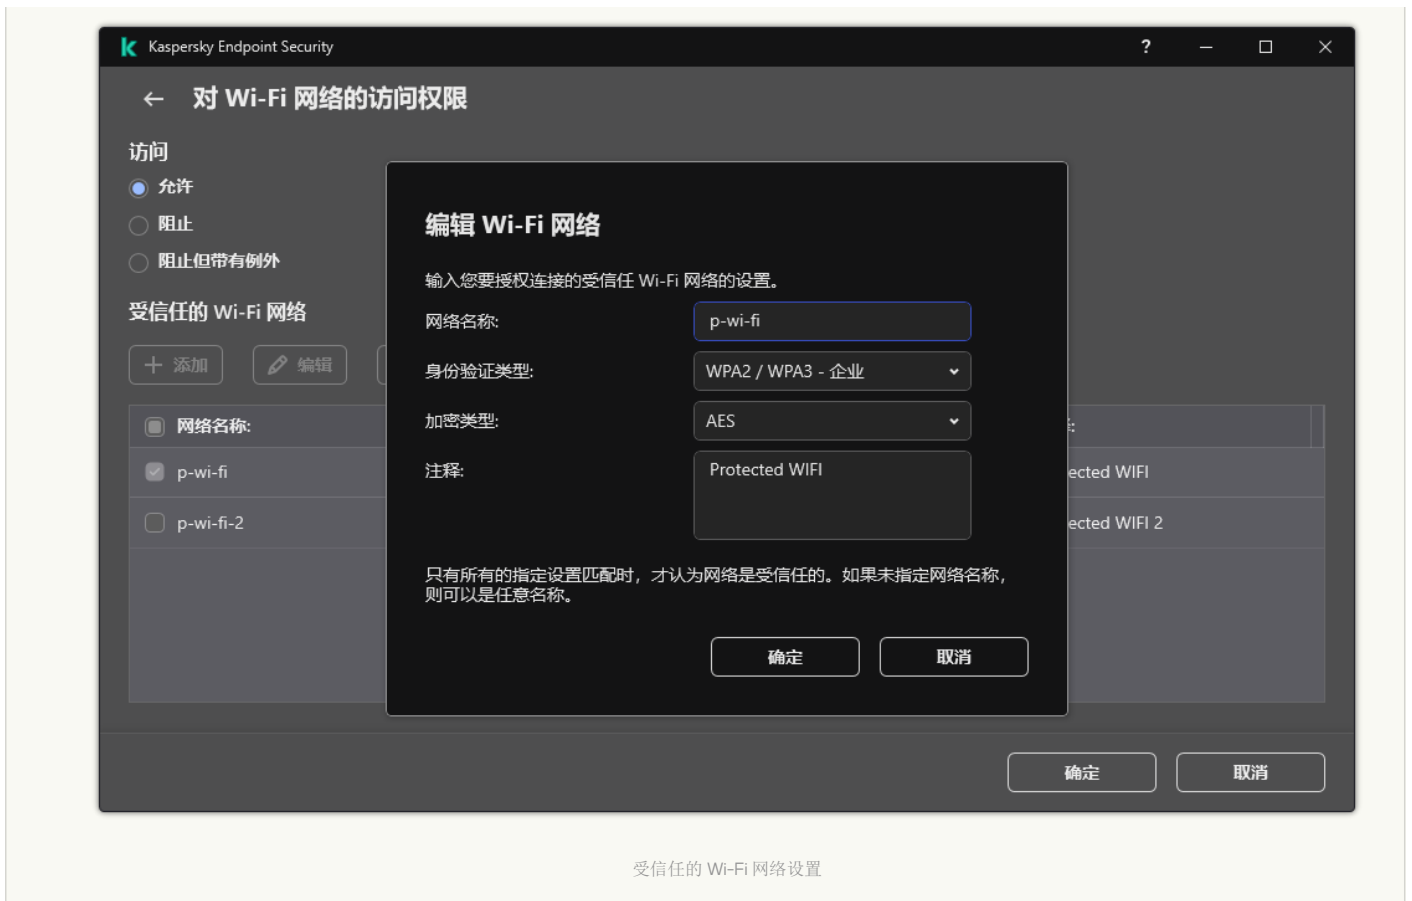 Kaspersky Endpoint Security
对 Wi-Fi 网络的访问权限
访问
允许
阻止
阻止但带有例外
受信任的 Wi-Fi 网络
添加
编辑
网络名称:
p-wi-fi
ected WIFI
p-wi-fi-2
ected WIFI 2
编辑 Wi-Fi 网络
输入您要授权连接的受信任 Wi-Fi 网络的设置。
网络名称:
p-wi-fi
身份验证类型:
WPA2 / WPA3 - 企业
加密类型:
AES
注释:
Protected WIFI
只有所有的指定设置匹配时，才认为网络是受信任的。如果未指定网络名称，
则可以是任意名称。
确定
取消
确定
取消
受信任的 Wi-Fi 网络设置